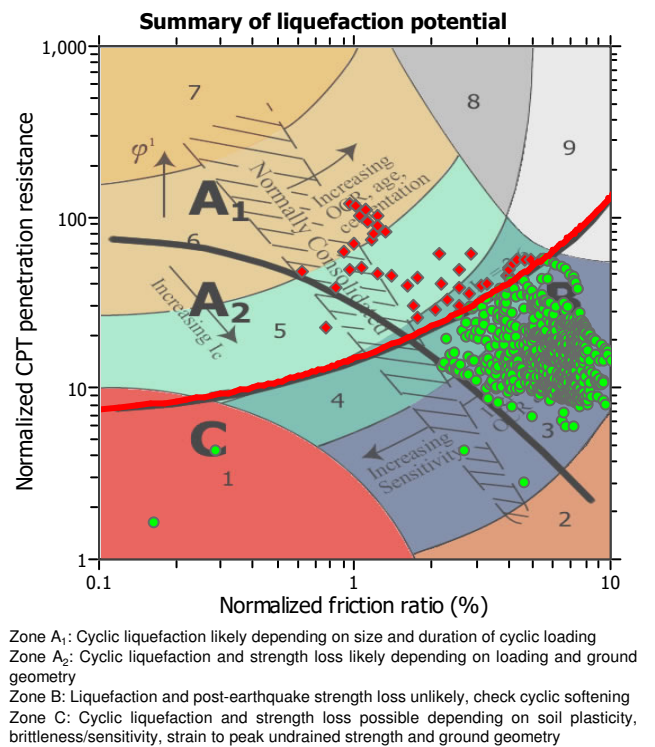 Summary of liquefaction potential
Normalized CPT penetration resistance
1,000
100
10
1
0.1
1
10
Normalized friction ratio (%)
7
8
9
φ¹
A1
6
A2
5
4
B
3
C
1
2
Normally Consolidated
Increasing
OCR, age,
cementation
Increasing Ic
Increasing
Sensitivity
Zone A1: Cyclic liquefaction likely depending on size and duration of cyclic loading
Zone A2: Cyclic liquefaction and strength loss likely depending on loading and ground
geometry
Zone B: Liquefaction and post-earthquake strength loss unlikely, check cyclic softening
Zone C: Cyclic liquefaction and strength loss possible depending on soil plasticity,
brittleness/sensitivity, strain to peak undrained strength and ground geometry